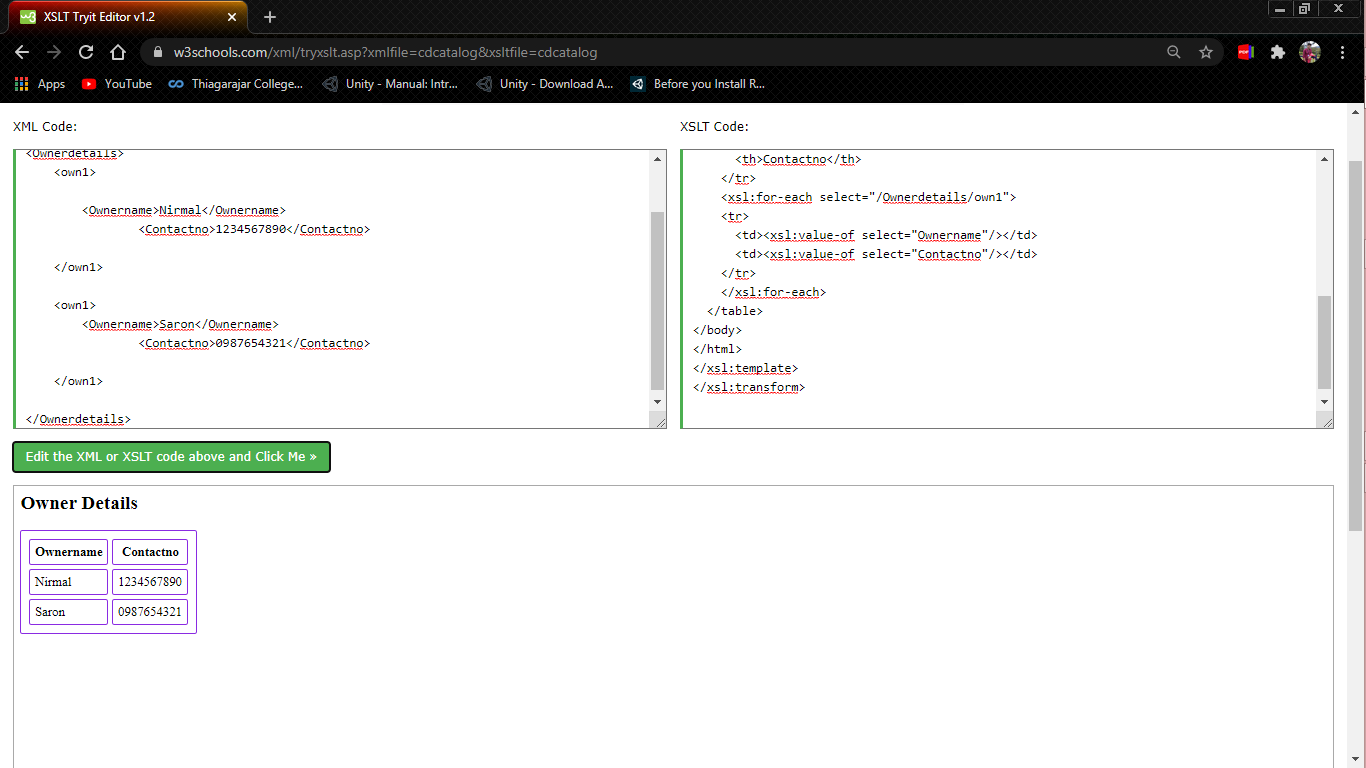 XSLT Tryit Editor v1.2
w3schools.com/xml/tryxslt.asp?xmlfile=cdcatalog&xsltfile=cdcatalog
PDF
Apps YouTube Thiagarajar College... Unity - Manual: Intr... Unity - Download A... Before you Install R...
XML Code:
<Ownerdetails>
<own1>
<Ownername>Nirmal</Ownername>
<Contactno>1234567890</Contactno>
</own1>
<own1>
<Ownername>Saron</Ownername>
<Contactno>0987654321</Contactno>
</own1>
</Ownerdetails>
XSLT Code:
<th>Contactno</th>
</tr>
<xsl:for-each select="/Ownerdetails/own1">
<tr>
<td><xsl:value-of select="Ownername"/></td>
<td><xsl:value-of select="Contactno"/></td>
</tr>
</xsl:for-each>
</table>
</body>
</html>
</xsl:template>
</xsl:transform>
Edit the XML or XSLT code above and Click Me »
Owner Details
Ownername Contactno
Nirmal 1234567890
Saron 0987654321